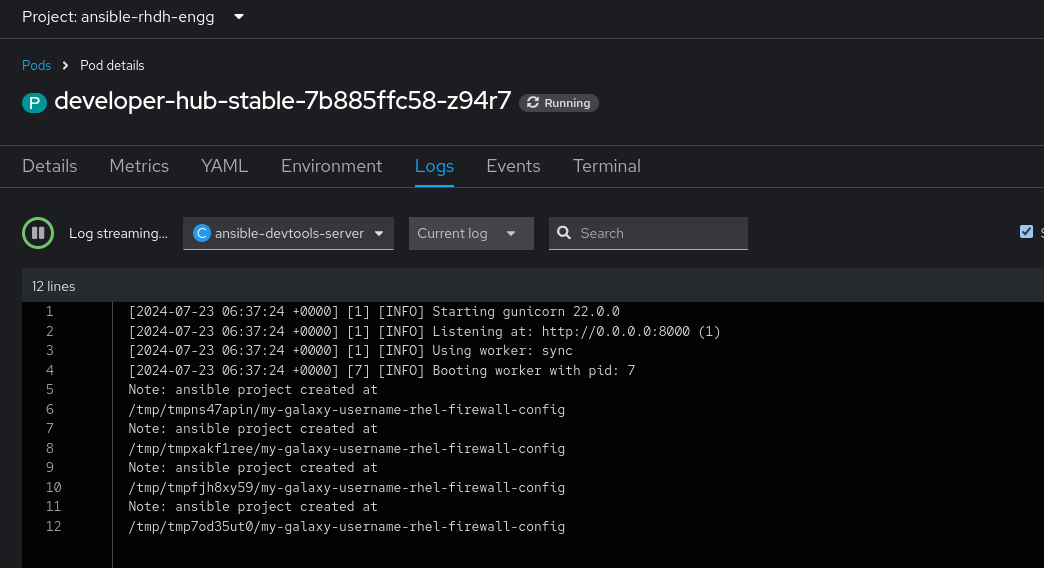 Project: ansible-rhdh-engg
Pods > Pod details
P developer-hub-stable-7b885ffc58-z94r7 Running
Details Metrics YAML Environment Logs Events Terminal
Log streaming... C ansible-devtools-server Current log Search S
12 lines
1 [2024-07-23 06:37:24 +0000] [1] [INFO] Starting gunicorn 22.0.0
2 [2024-07-23 06:37:24 +0000] [1] [INFO] Listening at: http://0.0.0.0:8000 (1)
3 [2024-07-23 06:37:24 +0000] [1] [INFO] Using worker: sync
4 [2024-07-23 06:37:24 +0000] [7] [INFO] Booting worker with pid: 7
5 Note: ansible project created at
6 /tmp/tmpns47apin/my-galaxy-username-rhel-firewall-config
7 Note: ansible project created at
8 /tmp/tmpxakf1ree/my-galaxy-username-rhel-firewall-config
9 Note: ansible project created at
10 /tmp/tmpfjh8xy59/my-galaxy-username-rhel-firewall-config
11 Note: ansible project created at
12 /tmp/tmp7od35ut0/my-galaxy-username-rhel-firewall-config